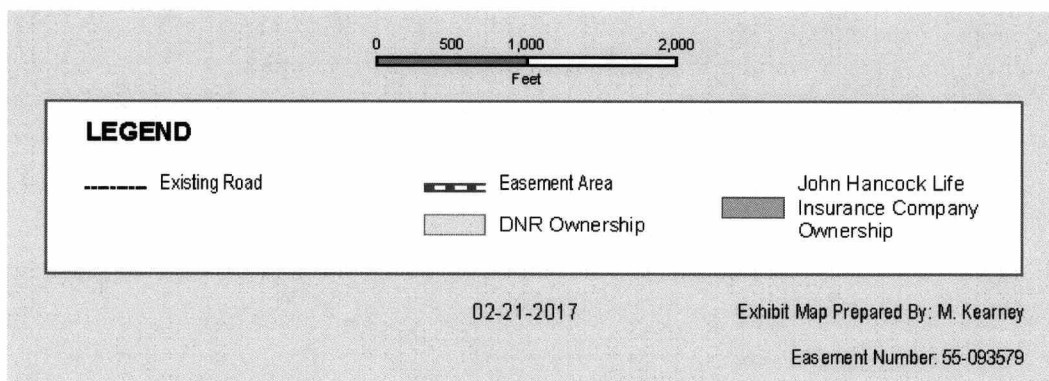 0 500 1,000 2,000
Feet
LEGEND
Existing Road
Easement Area
DNR Ownership
John Hancock Life
Insurance Company
Ownership
02-21-2017
Exhibit Map Prepared By: M. Kearney
Easement Number: 55-093579